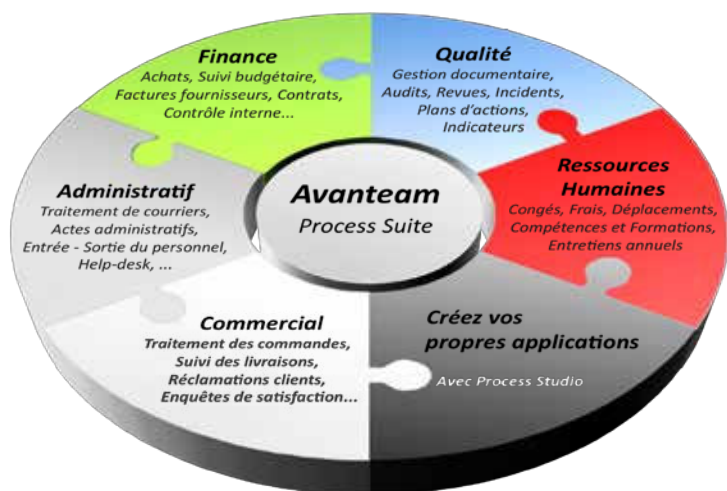 Finance
Achats, Suivi budgétaire,
Factures fournisseurs, Contrats,
Contrôle interne...
Qualité
Gestion documentaire,
Audits, Revues, Incidents,
Plans d'actions,
Indicateurs
Administratif
Traitement de courriers,
Actes administratifs,
Entrée - Sortie du personnel,
Help-desk, ...
Avanteam
Process Suite
Ressources
Humaines
Congés, Frais, Déplacements,
Compétences et Formations,
Entretiens annuels
Commercial
Traitement des commandes,
Suivi des livraisons,
Réclamations clients,
Enquêtes de satisfaction...
Créez vos
propres applications
Avec Process Studio